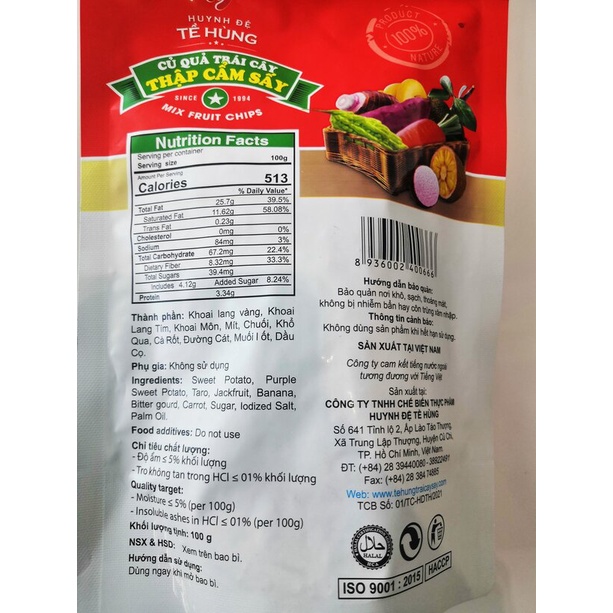 HUYNH ĐỆ
TỀ HÙNG
CỦ QUẢ TRÁI CÂY
THẬP CẨM SẤY
SINCE 1994
MIX FRUIT CHIPS
PRODUCT
100%
NATURE
Nutrition Facts
Serving per container
Serving size 100g
Amount Per Serving
Calories 513
% Daily Value*
Total Fat 25.7g 39.5%
Saturated Fat 11.62g 58.08%
Trans Fat 0.23g
Cholesterol 0mg 0%
Sodium 84mg 3%
Total Carbohydrate 67.2mg 22.4%
Dietary Fiber 8.32mg 33.3%
Total Sugars 39.4mg
Includes 4.12g Added Sugar 8.24%
Protein 3.34g
Thành phần: Khoai lang vàng, Khoai
Lang Tím, Khoai Môn, Mít, Chuối, Khổ
Qua, Cà Rốt, Đường Cát, Muối I ốt, Dầu
Cọ.
Phụ gia: Không sử dụng
Ingredients: Sweet Potato, Purple
Sweet Potato, Taro, Jackfruit, Banana,
Bitter gourd, Carrot, Sugar, Iodized Salt,
Palm Oil.
Food additives: Do not use
Chỉ tiêu chất lượng:
- Độ ẩm ≤ 5% khối lượng
- Tro không tan trong HCl ≤ 01% khối lượng
Quality target:
- Moisture ≤ 5% (per 100g)
- Insoluble ashes in HCl ≤ 01% (per 100g)
Khối lượng tịnh: 100 g
NSX & HSD: Xem trên bao bì.
Hướng dẫn sử dụng:
Dùng ngay khi mở bao bì.
8 936002 400666
Hướng dẫn bảo quản:
Bảo quản nơi khô, sạch, thoáng mát,
không bị nhiễm bẩn hay côn trùng xâm nhập.
Thông tin cảnh báo:
Không dùng sản phẩm khi hết hạn sử dụng.
SẢN XUẤT TẠI VIỆT NAM
Công ty cam kết tiếng nước ngoài
tương đương với Tiếng Việt
Sản xuất tại:
CÔNG TY TNHH CHẾ BIẾN THỰC PHẨM
HUYNH ĐỆ TỀ HÙNG
Số 641 Tỉnh lộ 2, Ấp Lào Táo Thượng,
Xã Trung Lập Thượng, Huyện Củ Chi,
TP. Hồ Chí Minh, Việt Nam.
ĐT: (+84) 28 39440080 - 38922491
Fax: (+84) 28 384 74885
Web: www.tehungtraicaysay.com
TCB Số: 01/TC-HDTH/2021
HALAL
ISO 9001 : 2015
HACCP